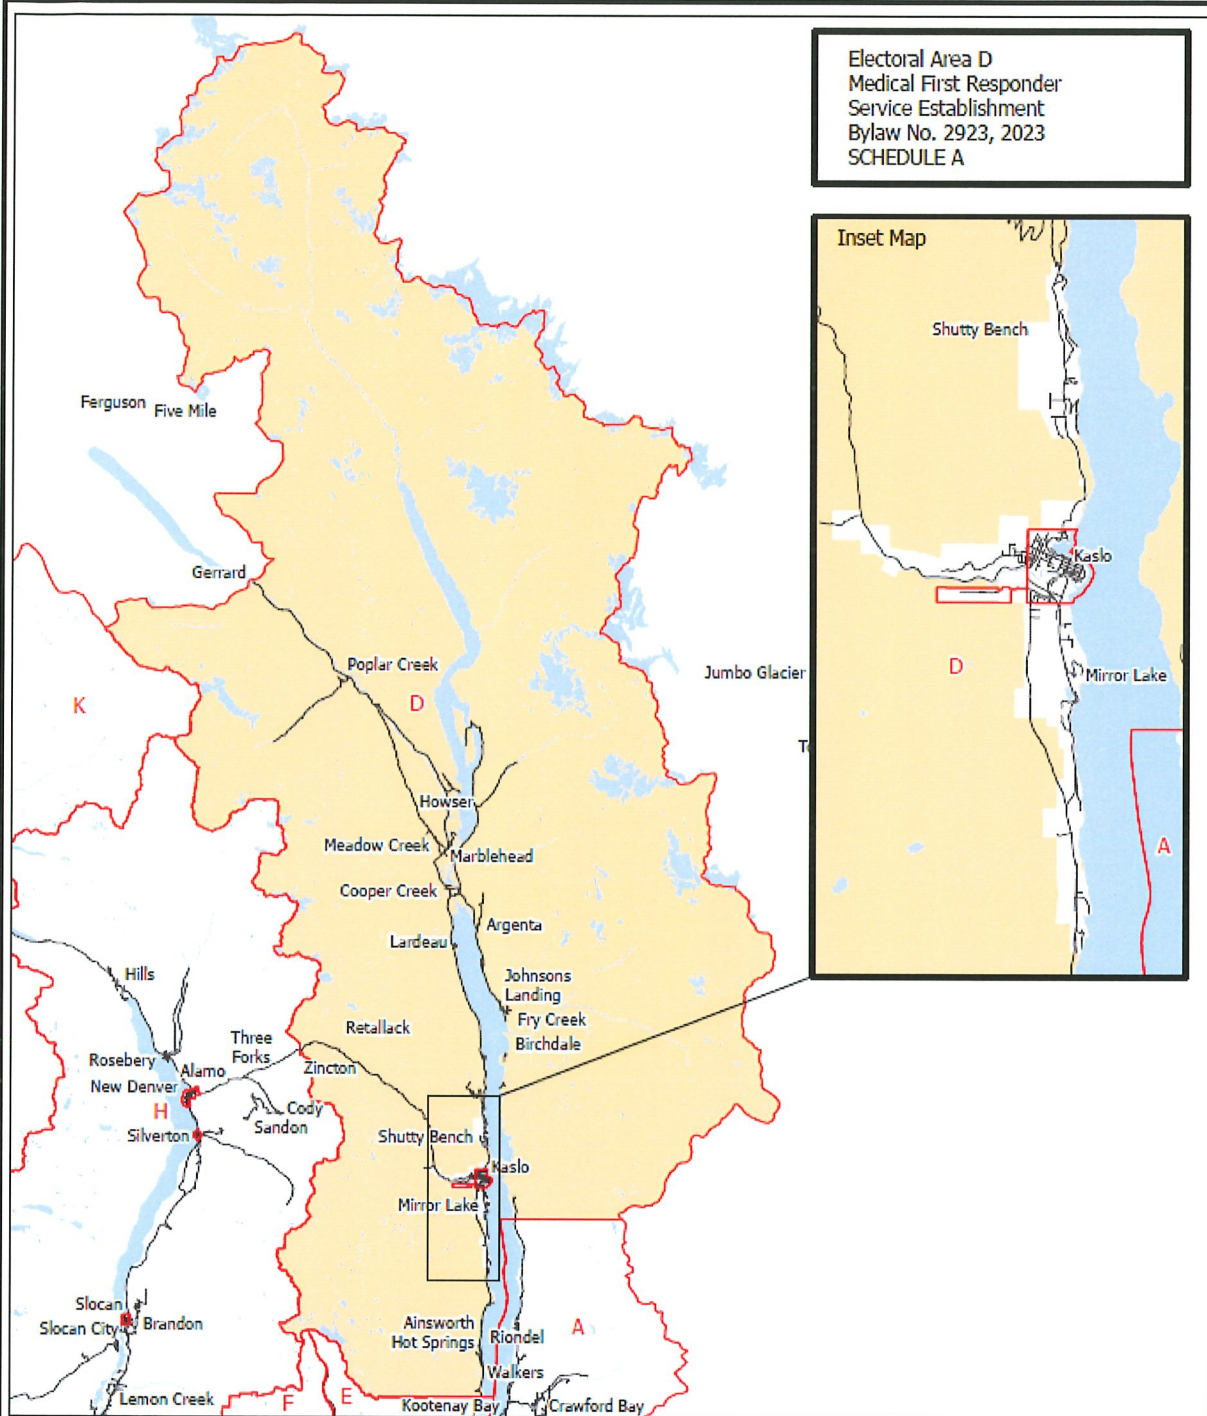 Electoral Area D
Medical First Responder
Service Establishment
Bylaw No. 2923, 2023
SCHEDULE A
Inset Map
Shutty Bench
Kaslo
D
Mirror Lake
A
Ferguson
Five Mile
Gerrard
Poplar Creek
Jumbo Glacier
K
D
Howser
Meadow Creek
Marblehead
Cooper Creek
Argenta
Lardeau
Hills
Johnsons
Landing
Fry Creek
Birchdale
Retallack
Three
Forks
Rosebery
Alamo
Zincton
New Denver
H
Cody
Sandon
Silverton
Shutty Bench
Kaslo
Mirror Lake
Slocan
Slocan City
Brandon
Ainsworth
Hot Springs
Riondel
A
Walkers
Lemon Creek
F
E
Kootenay Bay
Crawford Bay